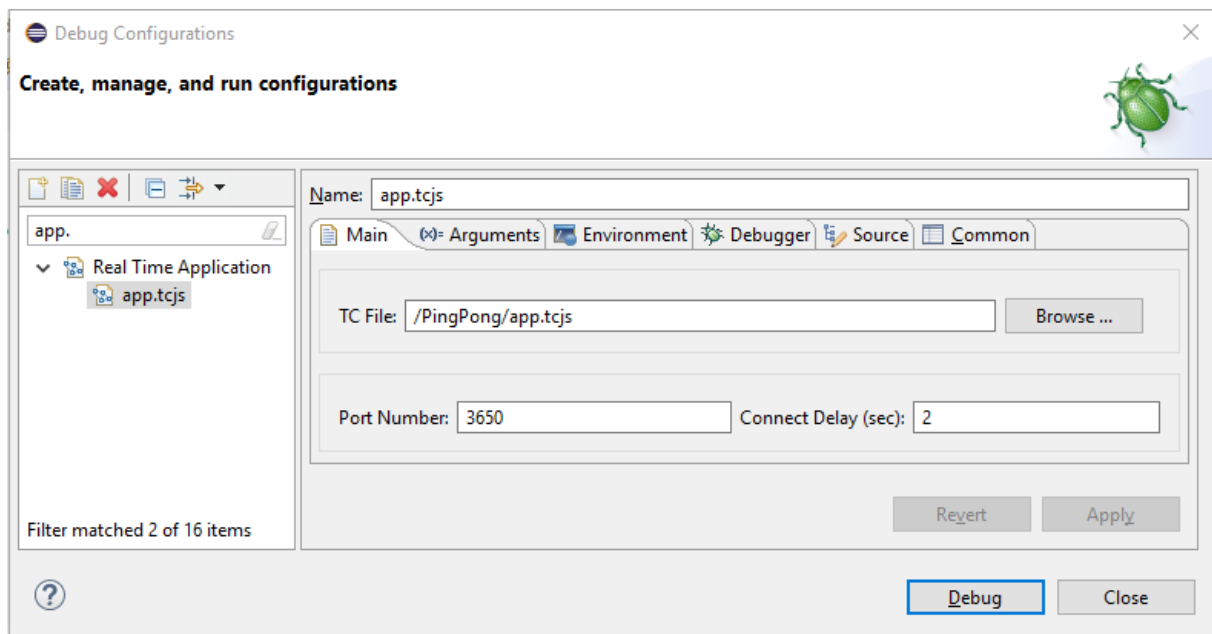 Debug Configurations
Create, manage, and run configurations
Name: app.tcjs
app.
Main (x)= Arguments Environment Debugger Source Common
Real Time Application
app.tcjs
TC File: /PingPong/app.tcjs Browse ...
Port Number: 3650 Connect Delay (sec): 2
Revert Apply
Filter matched 2 of 16 items
Debug Close